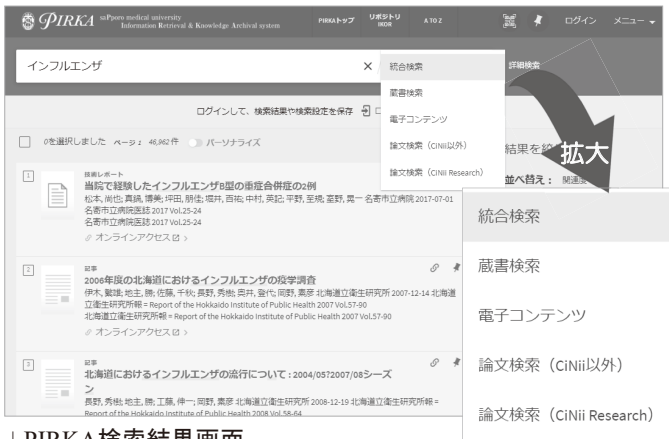 PIRKA saPporo medical university
Information Retrieval & Knowledge Archival system
PIRKAトップ
リポジトリ
IKOR
A TO Z
ログイン
メニュー
インフルエンザ
統合検索
詳細検索
蔵書検索
電子コンテンツ
論文検索（CiNii以外）
論文検索（CiNii Research）
ログインして、検索結果や検索設定を保存
0を選択しました ページ: 46,962件 パーソナライズ
結果を絞
拡大
並べ替え： 関連度
1
技術レポート
当院で経験したインフルエンザB型の重症合併症の2例
松本, 尚也; 真鍋, 博美; 坪田, 朋佳; 堀井, 百祐; 中村, 英記; 平野, 至規; 室野, 晃一 名寄市立病院 2017-07-01
名寄市立病院医誌 2017 Vol.25-24
名寄市立病院医誌 2017 Vol.25-24
オンラインアクセス
2
記事
2006年度の北海道におけるインフルエンザの疫学調査
伊木, 繁雄; 地主, 勝; 佐藤, 千秋; 長野, 秀樹; 奥井, 登代; 岡野, 素彦 北海道立衛生研究所 2007-12-14 北海道
立衛生研究所報 = Report of the Hokkaido Institute of Public Health 2007 Vol.57-90
北海道立衛生研究所報 = Report of the Hokkaido Institute of Public Health 2007 Vol.57-90
オンラインアクセス
3
記事
北海道におけるインフルエンザの流行について : 2004/05?2007/08シーズ
ン
長野, 秀樹; 地主, 勝; 工藤, 伸一; 岡野, 素彦 北海道立衛生研究所 2008-12-19 北海道立衛生研究所報 =
Report of the Hokkaido Institute of Public Health 2008 Vol.58-64
統合検索
蔵書検索
電子コンテンツ
論文検索（CiNii以外）
論文検索（CiNii Research）
PIRKA検索結果画面